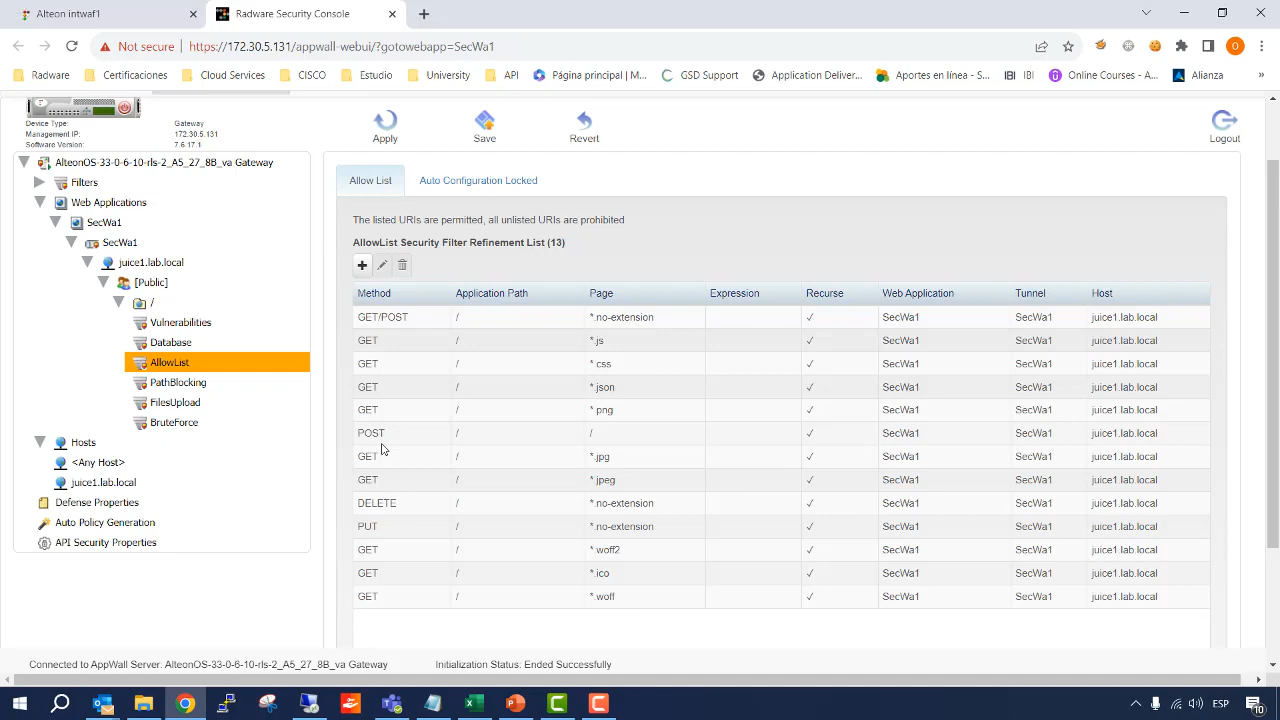 Alteon intwaf1
Radware Security Console
Not secure
https://172.30.5.131/appwall-webui/?gotowebapp=SecWa1
O
Radware
Certificaciones
Cloud Services
CISCO
Estudio
University
API
Página principal | M...
GSD Support
Application Deliver...
Aportes en línea - S...
IBI IBI
Online Courses - A...
Alianza
»
Device Type: Gateway
Management IP: 172.30.5.131
Software Version: 7.6.17.1
Apply
Save
Revert
Logout
AlteonOS-33-0-6-10-rls-2_A5_27_8B_va Gateway
Filters
Web Applications
SecWa1
SecWa1
juice1.lab.local
[Public]
/
Vulnerabilities
Database
AllowList
PathBlocking
FilesUpload
BruteForce
Hosts
<Any Host>
juice1.lab.local
Defense Properties
Auto Policy Generation
API Security Properties
Allow List
Auto Configuration Locked
The listed URIs are permitted, all unlisted URIs are prohibited
AllowList Security Filter Refinement List (13)
Method Application Path Page Expression Recurse Web Application Tunnel Host
GET/POST / *.no-extension ✓ SecWa1 SecWa1 juice1.lab.local
GET / *.js ✓ SecWa1 SecWa1 juice1.lab.local
GET / *.css ✓ SecWa1 SecWa1 juice1.lab.local
GET / *.json ✓ SecWa1 SecWa1 juice1.lab.local
GET / *.png ✓ SecWa1 SecWa1 juice1.lab.local
POST / / ✓ SecWa1 SecWa1 juice1.lab.local
GET / *.jpg ✓ SecWa1 SecWa1 juice1.lab.local
GET / *.jpeg ✓ SecWa1 SecWa1 juice1.lab.local
DELETE / *.no-extension ✓ SecWa1 SecWa1 juice1.lab.local
PUT / *.no-extension ✓ SecWa1 SecWa1 juice1.lab.local
GET / *.woff2 ✓ SecWa1 SecWa1 juice1.lab.local
GET / *.ico ✓ SecWa1 SecWa1 juice1.lab.local
GET / *.woff ✓ SecWa1 SecWa1 juice1.lab.local
Connected to AppWall Server: AlteonOS-33-0-6-10-rls-2_A5_27_8B_va Gateway
Initialization Status: Ended Successfully
ESP
10